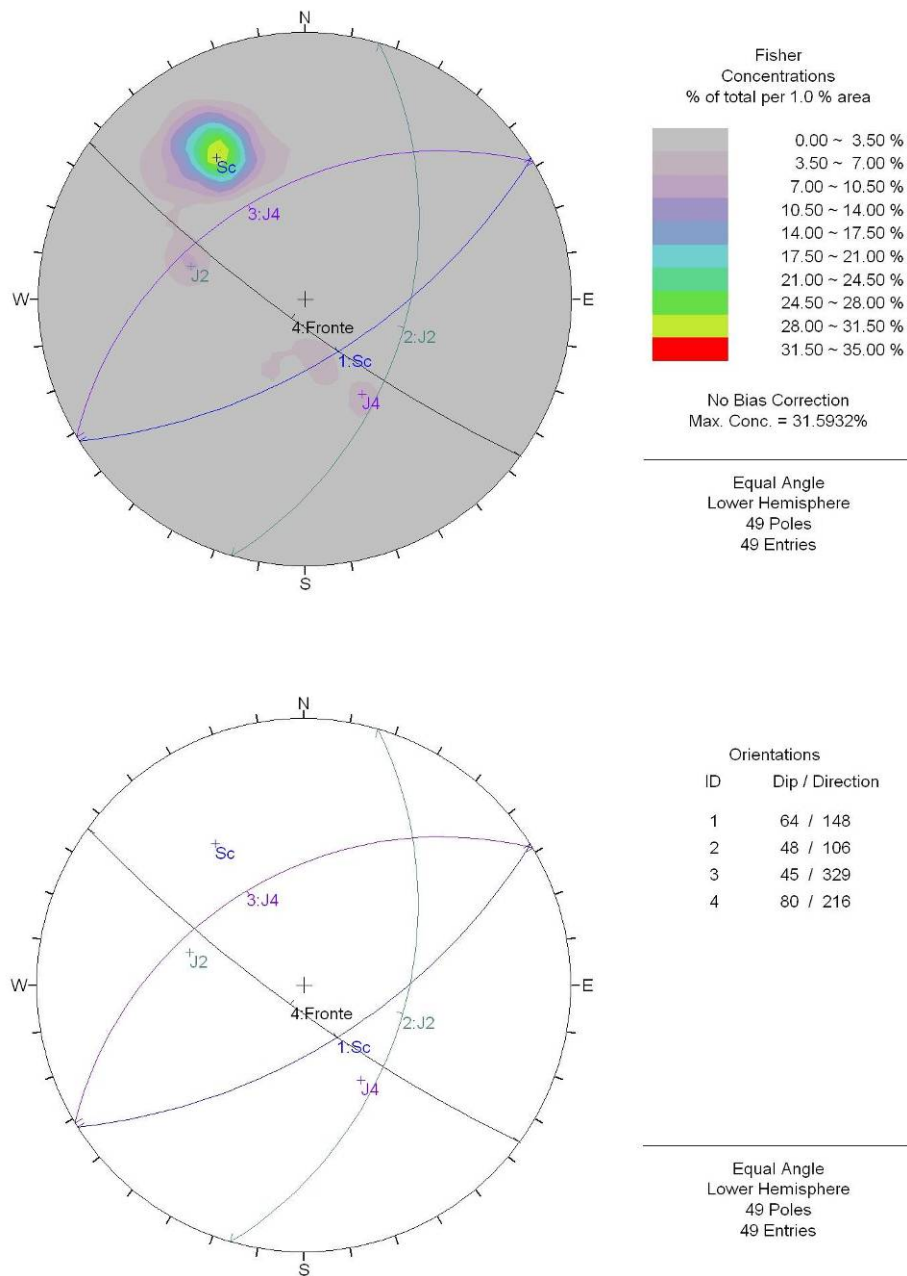 N
W
E
S
Sc
3:J4
J2
4:Fronte
2:J2
1:Sc
J4
Fisher
Concentrations
% of total per 1.0 % area
0.00 ~ 3.50 %
3.50 ~ 7.00 %
7.00 ~ 10.50 %
10.50 ~ 14.00 %
14.00 ~ 17.50 %
17.50 ~ 21.00 %
21.00 ~ 24.50 %
24.50 ~ 28.00 %
28.00 ~ 31.50 %
31.50 ~ 35.00 %
No Bias Correction
Max. Conc. = 31.5932%
Equal Angle
Lower Hemisphere
49 Poles
49 Entries
N
W
E
S
Sc
3:J4
J2
4:Fronte
2:J2
1:Sc
J4
Orientations
ID Dip / Direction
1 64 / 148
2 48 / 106
3 45 / 329
4 80 / 216
Equal Angle
Lower Hemisphere
49 Poles
49 Entries